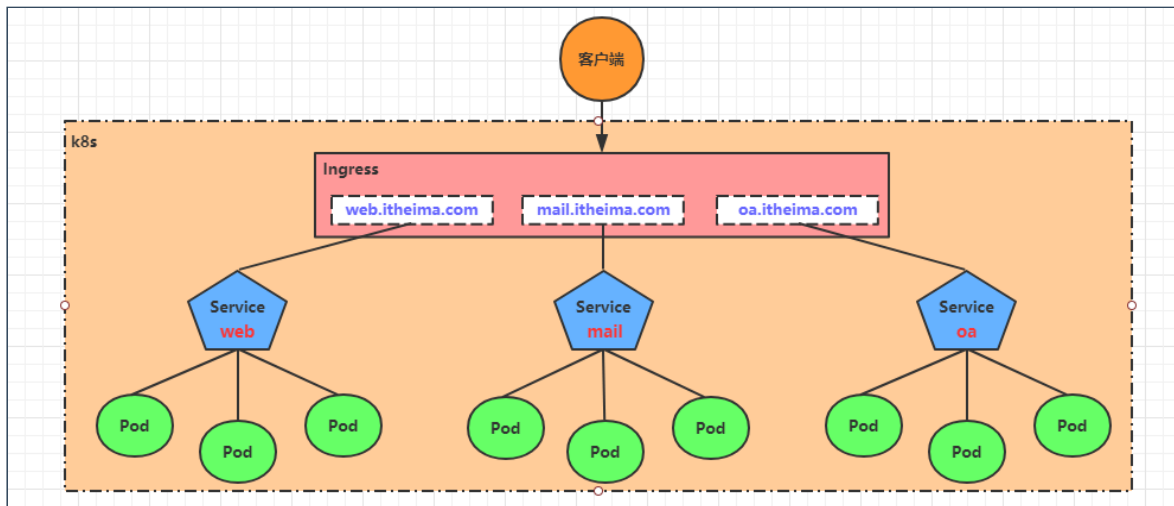 客户端
k8s
Ingress
web.itheima.com
mail.itheima.com
oa.itheima.com
Service
web
Service
mail
Service
oa
Pod
Pod
Pod
Pod
Pod
Pod
Pod
Pod
Pod